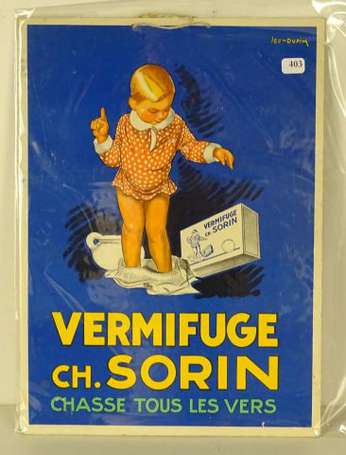 403
VERMIFUGE
CH. SORIN
VERMIFUGE
CH. SORIN
CHASSE TOUS LES VERS